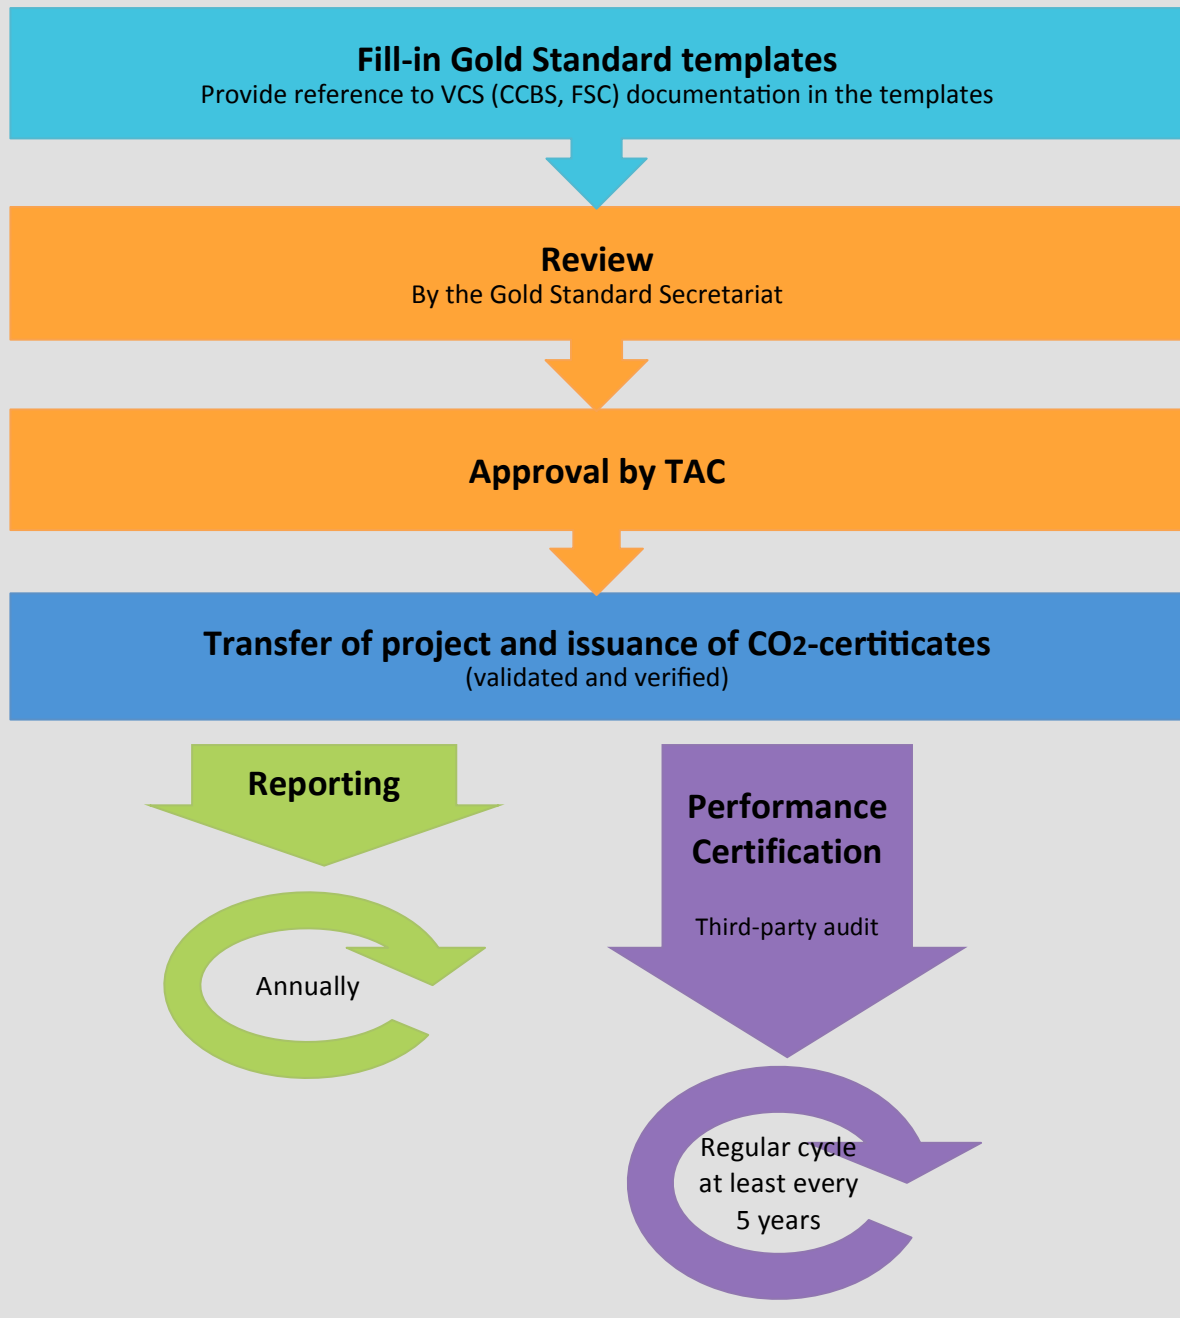 Fill-in Gold Standard templates
Provide reference to VCS (CCBS, FSC) documentation in the templates
Review
By the Gold Standard Secretariat
Approval by TAC
Transfer of project and issuance of CO2-certificates
(validated and verified)
Reporting
Annually
Performance
Certification
Third-party audit
Regular cycle
at least every
5 years